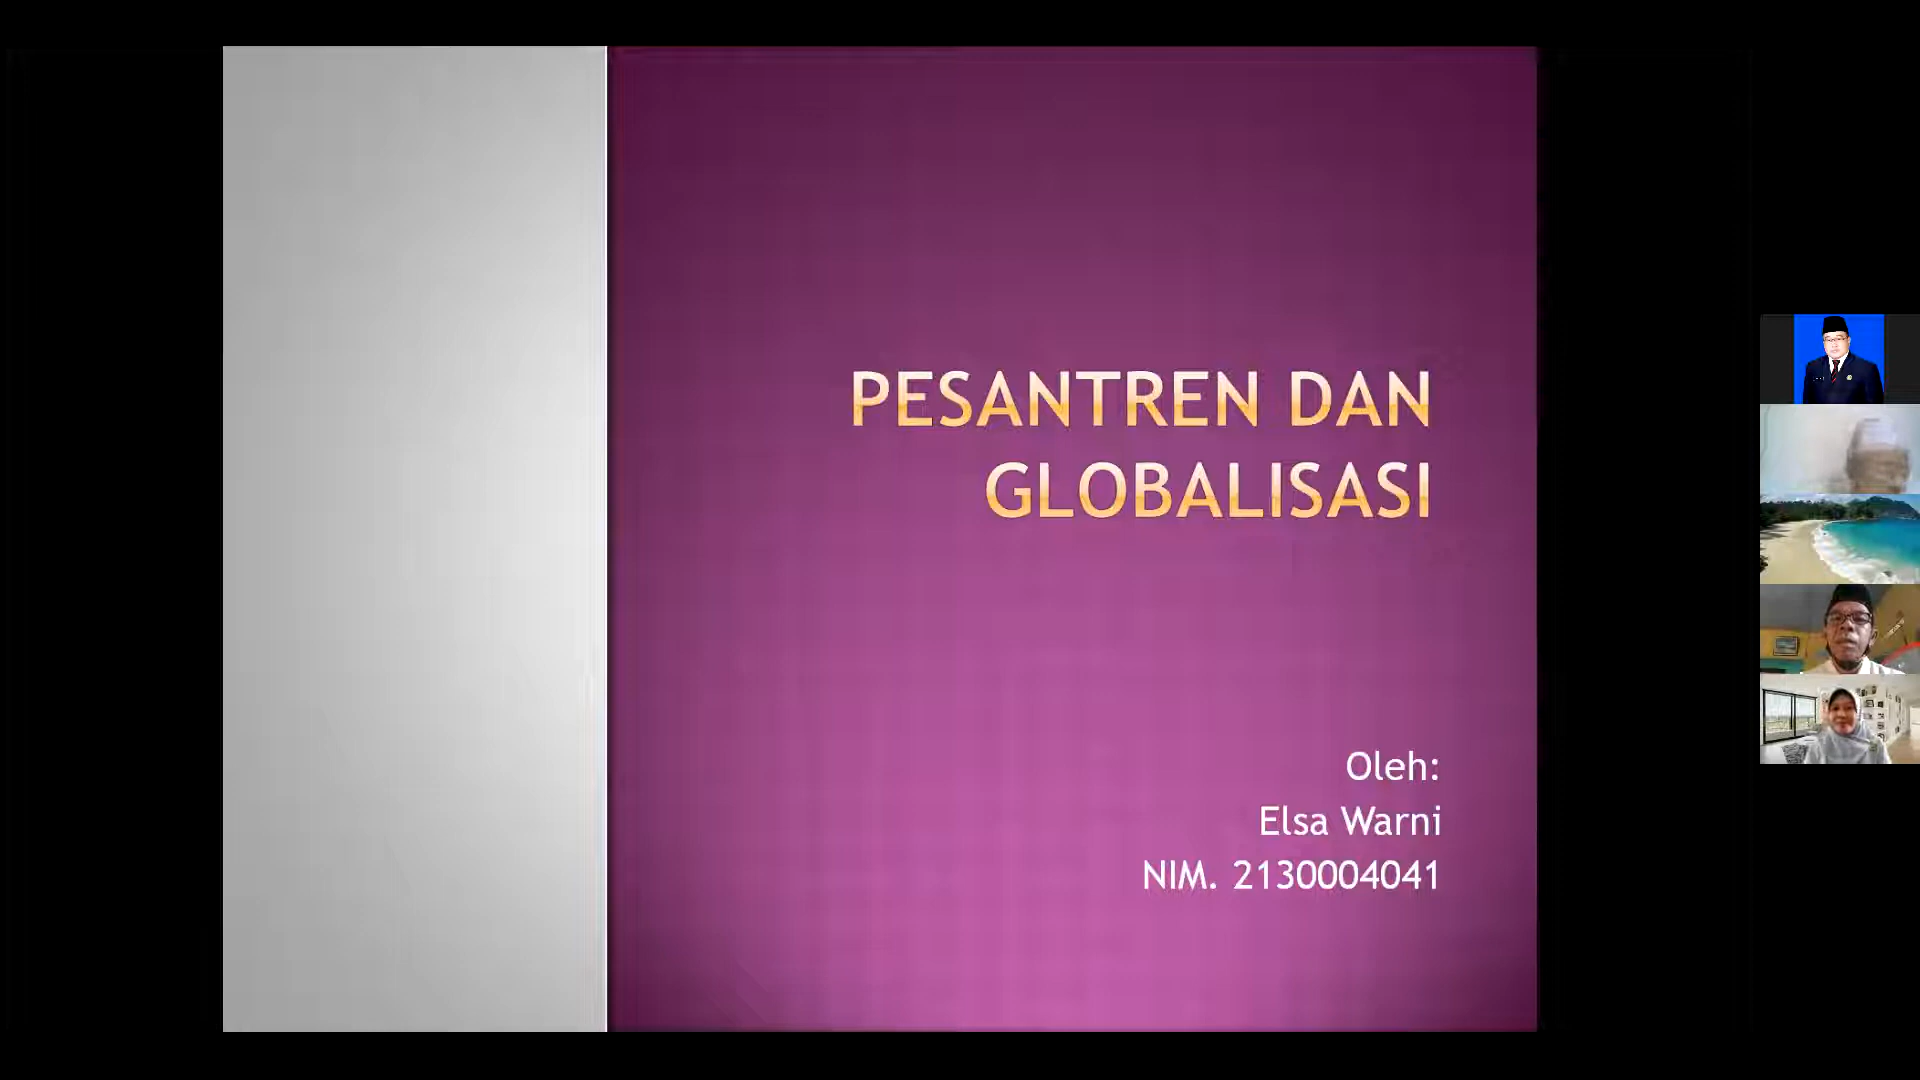 PESANTREN DAN
GLOBALISASI
Oleh:
Elsa Warni
NIM. 2130004041